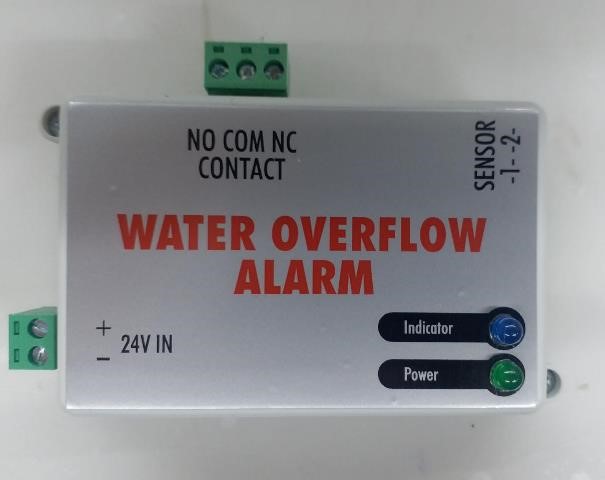 NO COM NC
CONTACT
SENSOR
-1- -2-
WATER OVERFLOW
ALARM
+
24V IN
−
Indicator
Power